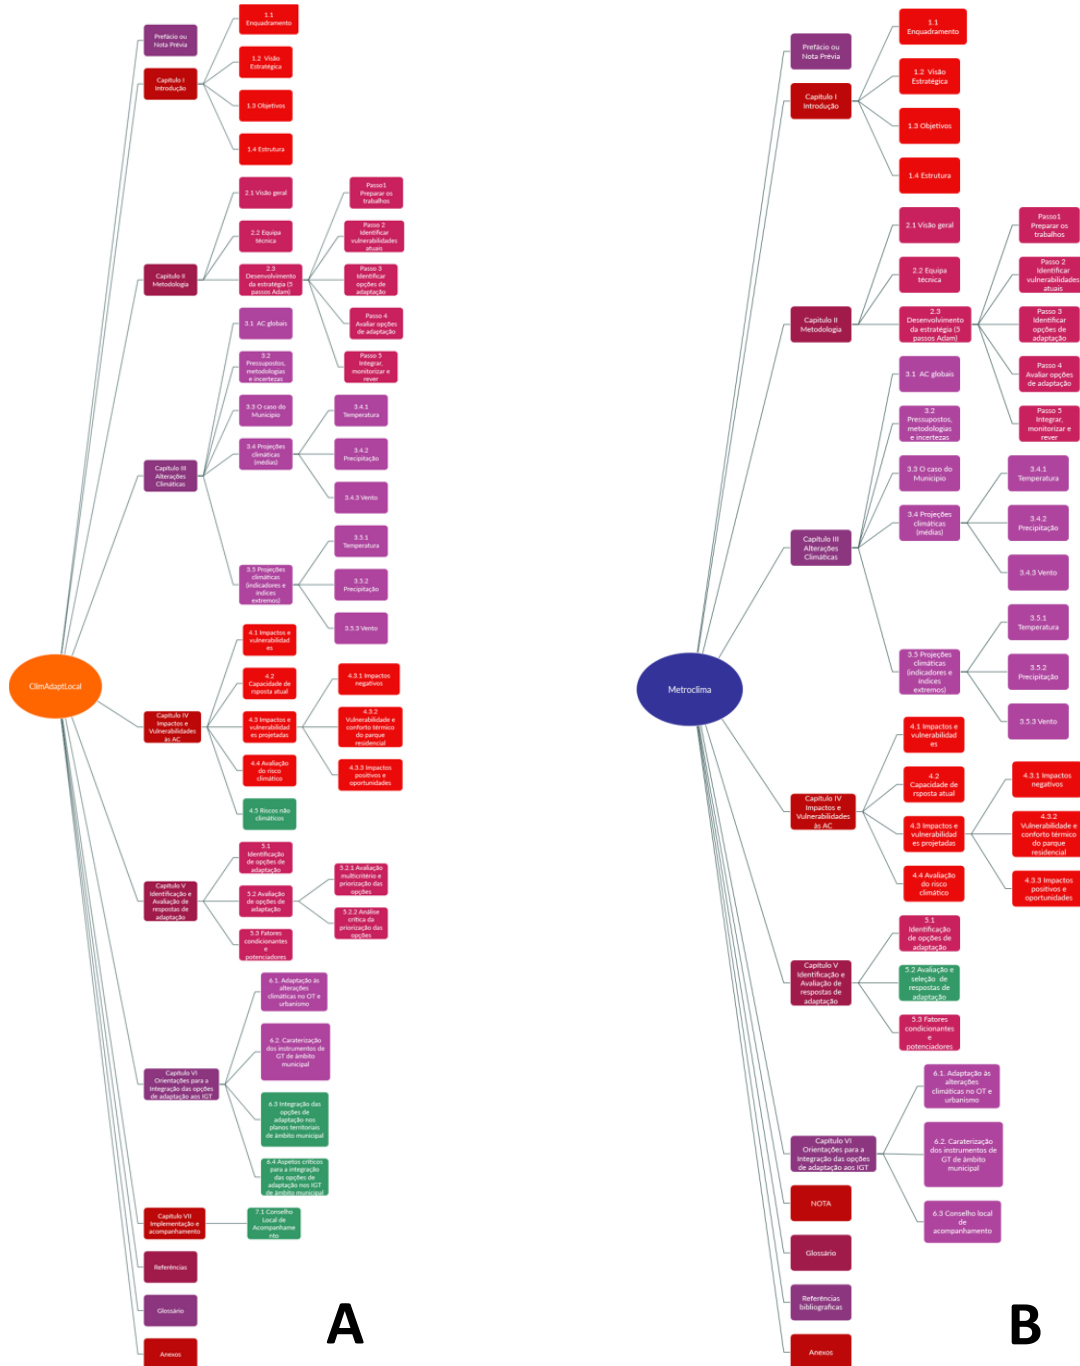 ClimAdaptLocal
Prefácio ou
Nota Prévia
Capítulo I
Introdução
1.1
Enquadramento
1.2 Visão
Estratégica
1.3 Objetivos
1.4 Estrutura
Capítulo II
Metodologia
2.1 Visão geral
2.2 Equipa
técnica
2.3
Desenvolvimento
da estratégia (5
passos Adam)
Passo1
Preparar os
trabalhos
Passo 2
Identificar
vulnerabilidades
atuais
Passo 3
Identificar
opções de
adaptação
Passo 4
Avaliar opções
de adaptação
Passo 5
Integrar,
monitorizar e
rever
Capítulo III
Alterações
Climáticas
3.1 AC globais
3.2
Pressupostos,
metodologias
e incertezas
3.3 O caso do
Municipio
3.4 Projeções
climáticas
(médias)
3.4.1
Temperatura
3.4.2
Precipitação
3.4.3 Vento
3.5 Projeções
climáticas
(indicadores e
índices
extremos)
3.5.1
Temperatura
3.5.2
Precipitação
3.5.3 Vento
Capítulo IV
Impactos e
Vulnerabilidades
às AC
4.1 Impactos e
vulnerabilidad
es
4.2
Capacidade de
rsposta atual
4.3 Impactos e
vulnerabilidad
es projetadas
4.3.1 Impactos
negativos
4.3.2
Vulnerabilidade e
conforto térmico
do parque
residencial
4.3.3 Impactos
positivos e
oportunidades
4.4 Avaliação
do risco
climático
4.5 Riscos não
climáticos
Capítulo V
Identificação e
Avaliação de
respostas de
adaptação
5.1
Identificação
de opções de
adaptação
5.2 Avaliação
de opções de
adaptação
5.2.1 Avaliação
multicritério e
priorização das
opções
5.2.2 Análise
crítica da
priorização das
opções
5.3 Fatores
condicionantes
e
potenciadores
Capítulo VI
Orientações para a
Integração das opções
de adaptação aos IGT
6.1. Adaptação às
alterações
climáticas no OT e
urbanismo
6.2. Caraterização
dos instrumentos de
GT de âmbito
municipal
6.3 Integração das
opções de
adaptação nos
planos territoriais
de âmbito municipal
6.4 Aspetos críticos
para a integração
das opções de
adaptação nos IGT
de âmbito municipal
Capítulo VII
Implementação e
acompanhamento
7.1 Conselho
Local de
Acompanhame
nto
Referências
Glossário
Anexos
A
Metroclima
Prefácio ou
Nota Prévia
Capítulo I
Introdução
1.1
Enquadramento
1.2 Visão
Estratégica
1.3 Objetivos
1.4 Estrutura
Capítulo II
Metodologia
2.1 Visão geral
2.2 Equipa
técnica
2.3
Desenvolvimento
da estratégia (5
passos Adam)
Passo1
Preparar os
trabalhos
Passo 2
Identificar
vulnerabilidades
atuais
Passo 3
Identificar
opções de
adaptação
Passo 4
Avaliar opções
de adaptação
Passo 5
Integrar,
monitorizar e
rever
Capítulo III
Alterações
Climáticas
3.1 AC globais
3.2
Pressupostos,
metodologias
e incertezas
3.3 O caso do
Municipio
3.4 Projeções
climáticas
(médias)
3.4.1
Temperatura
3.4.2
Precipitação
3.4.3 Vento
3.5 Projeções
climáticas
(indicadores e
índices
extremos)
3.5.1
Temperatura
3.5.2
Precipitação
3.5.3 Vento
Capítulo IV
Impactos e
Vulnerabilidades
às AC
4.1 Impactos e
vulnerabilidad
es
4.2
Capacidade de
rsposta atual
4.3 Impactos e
vulnerabilidad
es projetadas
4.3.1 Impactos
negativos
4.3.2
Vulnerabilidade e
conforto térmico
do parque
residencial
4.3.3 Impactos
positivos e
oportunidades
4.4 Avaliação
do risco
climático
Capítulo V
Identificação e
Avaliação de
respostas de
adaptação
5.1
Identificação
de opções de
adaptação
5.2 Avaliação e
seleção de
respostas de
adaptação
5.3 Fatores
condicionantes
e
potenciadores
Capítulo VI
Orientações para a
Integração das opções
de adaptação aos IGT
6.1. Adaptação às
alterações
climáticas no OT e
urbanismo
6.2. Caraterização
dos instrumentos de
GT de âmbito
municipal
6.3 Conselho local
de
acompanhamento
NOTA
Glossário
Referências
bibliograficas
Anexos
B